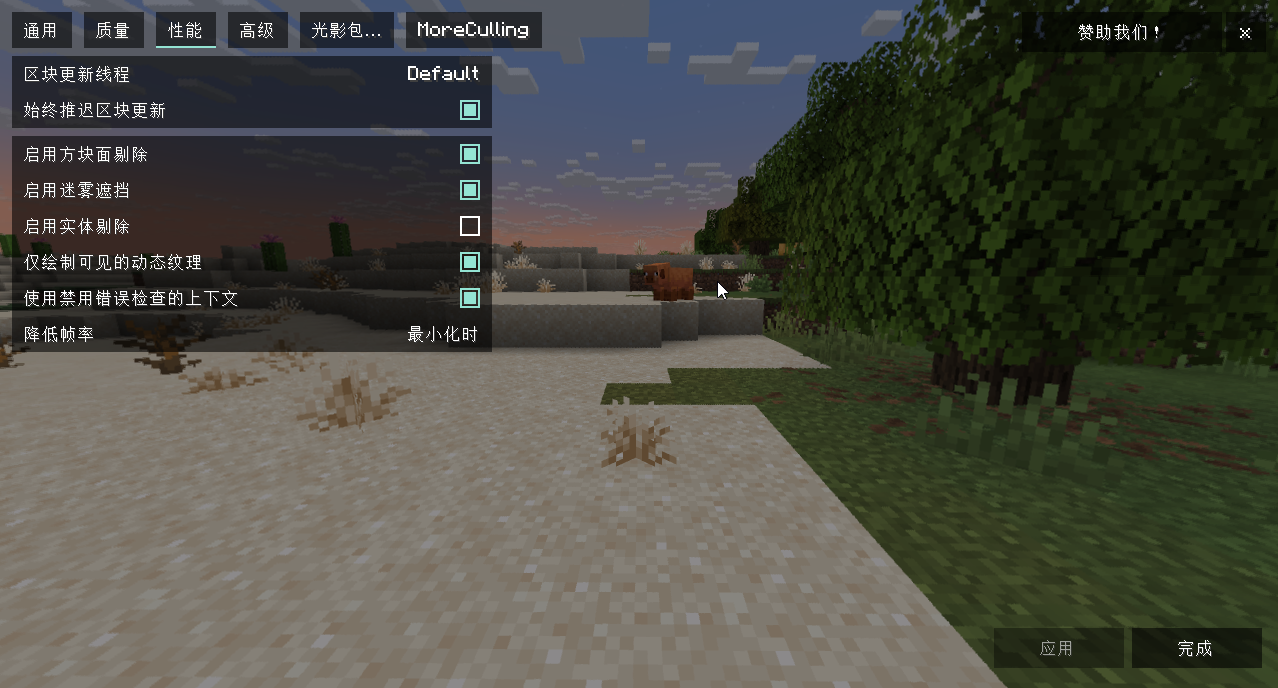 通用 质量 性能 高级 光影包... MoreCulling 赞助我们！ ×
区块更新线程 Default
始终推迟区块更新
启用方块面剔除
启用迷雾遮挡
启用实体剔除
仅绘制可见的动态纹理
使用禁用错误检查的上下文
降低帧率 最小化时
应用 完成